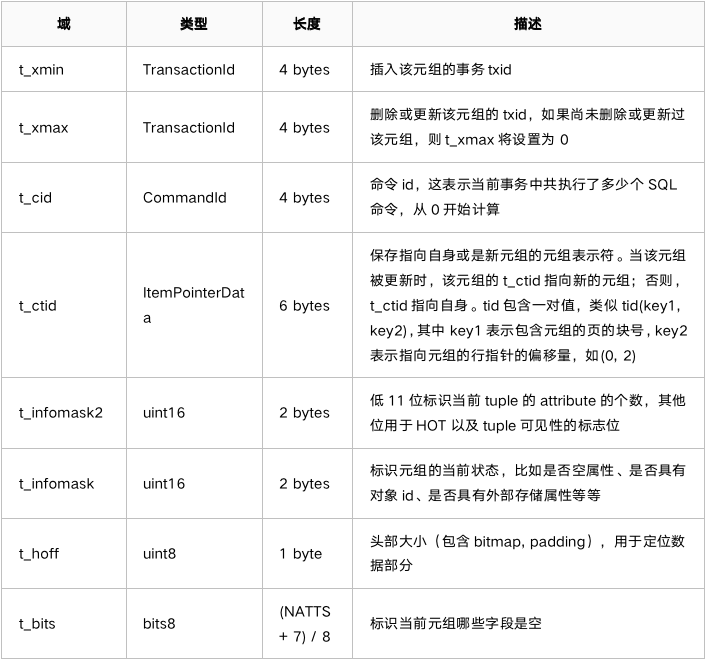 域 类型 长度 描述
t_xmin TransactionId 4 bytes 插入该元组的事务 txid
t_xmax TransactionId 4 bytes 删除或更新该元组的 txid，如果尚未删除或更新过
该元组，则 t_xmax 将设置为 0
t_cid CommandId 4 bytes 命令 id，这表示当前事务中共执行了多少个 SQL
命令，从 0 开始计算
t_ctid ItemPointerDat
a 6 bytes 保存指向自身或是新元组的元组表示符。当该元组
被更新时，该元组的 t_ctid 指向新的元组；否则，
t_ctid 指向自身。tid 包含一对值，类似 tid(key1,
key2)，其中 key1 表示包含元组的页的块号，key2
表示指向元组的行指针的偏移量，如(0, 2)
t_infomask2 uint16 2 bytes 低 11 位标识当前 tuple 的 attribute 的个数，其他
位用于 HOT 以及 tuple 可见性的标志位
t_infomask uint16 2 bytes 标识元组的当前状态，比如是否空属性、是否具有
对象 id、是否具有外部存储属性等等
t_hoff uint8 1 byte 头部大小（包含 bitmap, padding），用于定位数
据部分
t_bits bits8 (NATTS
+ 7) / 8 标识当前元组哪些字段是空